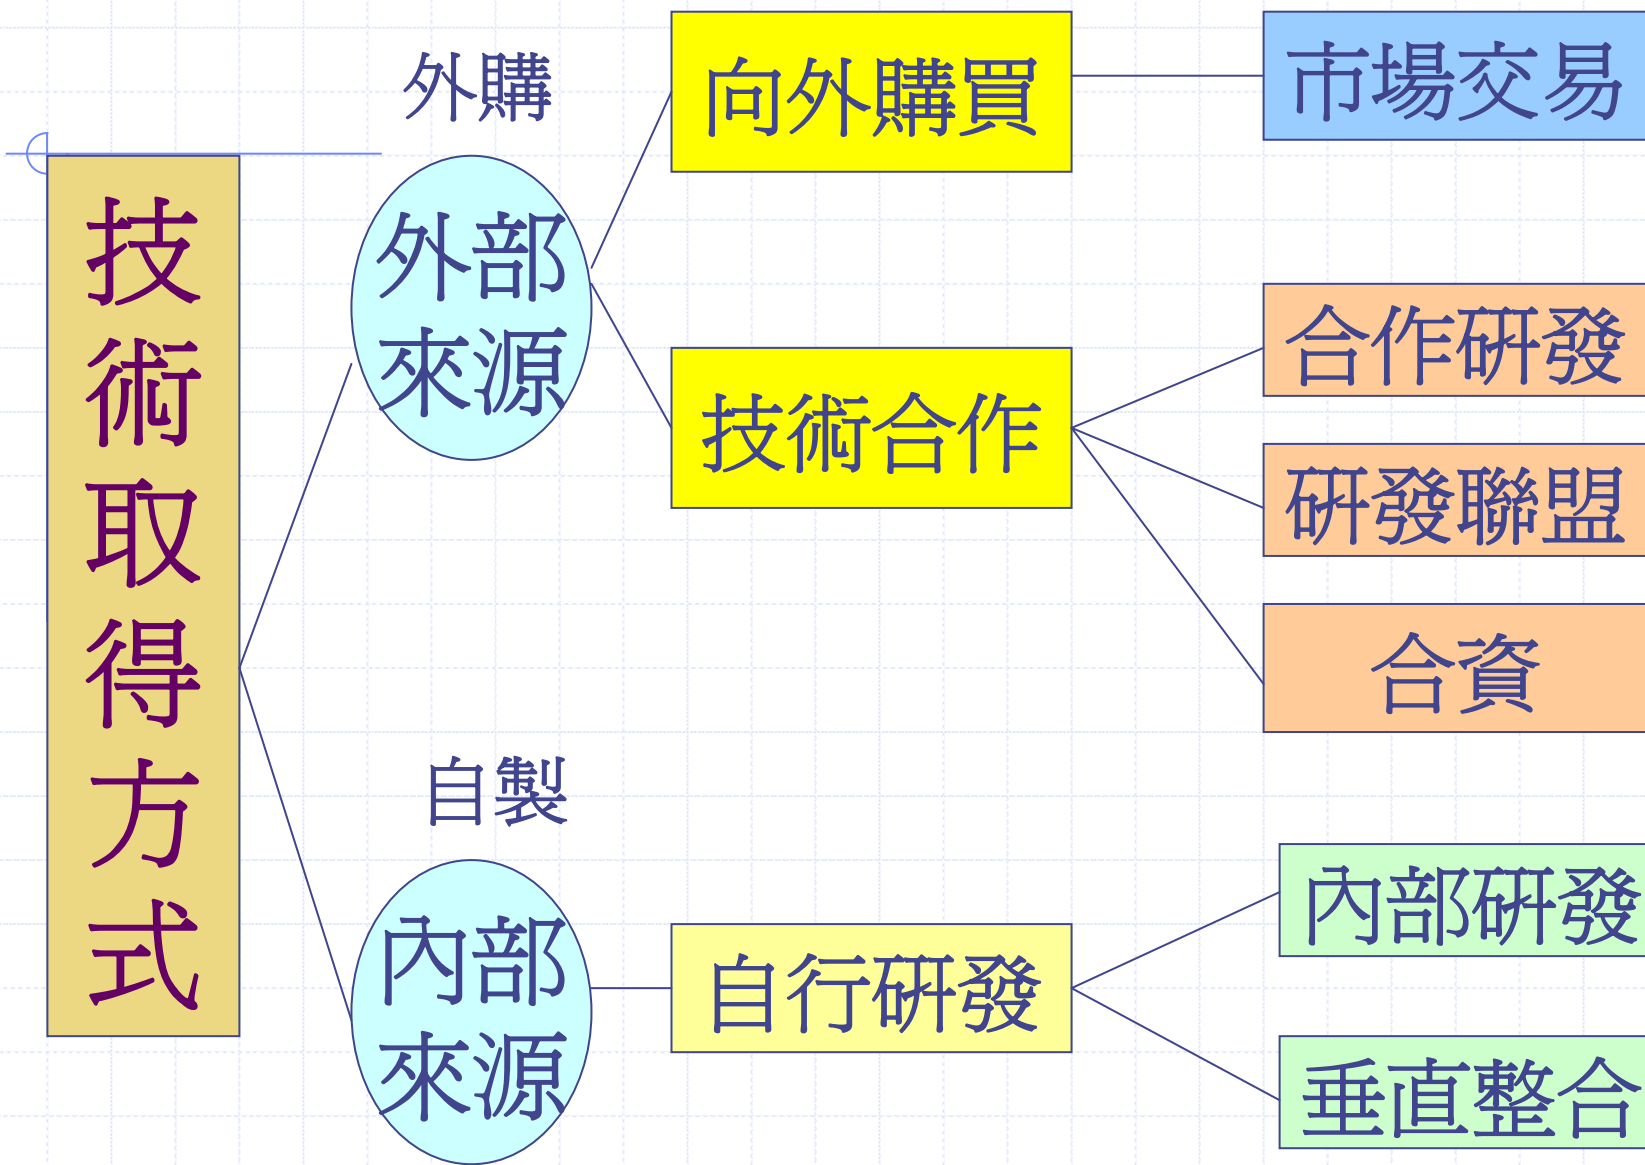 技術取得方式
外購
外部
來源
向外購買
市場交易
技術合作
合作研發
研發聯盟
合資
自製
內部
來源
自行研發
內部研發
垂直整合